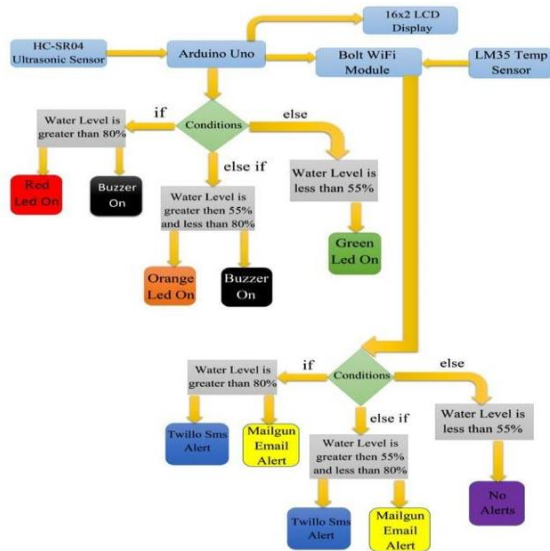 16x2 LCD
Display
HC-SR04
Ultrasonic Sensor
Arduino Uno
Bolt WiFi
Module
LM35 Temp
Sensor
if
Conditions
else
Water Level is
greater than 80%
else if
Red
Led On
Buzzer
On
Water Level is
greater then 55%
and less than 80%
Water Level is
less than 55%
Green
Led On
Orange
Led On
Buzzer
On
if
Conditions
else
Water Level is
greater than 80%
else if
Water Level is
less than 55%
Twillo Sms
Alert
Mailgun
Email
Alert
Water Level is
greater then 55%
and less than 80%
No
Alerts
Twillo Sms
Alert
Mailgun
Email
Alert